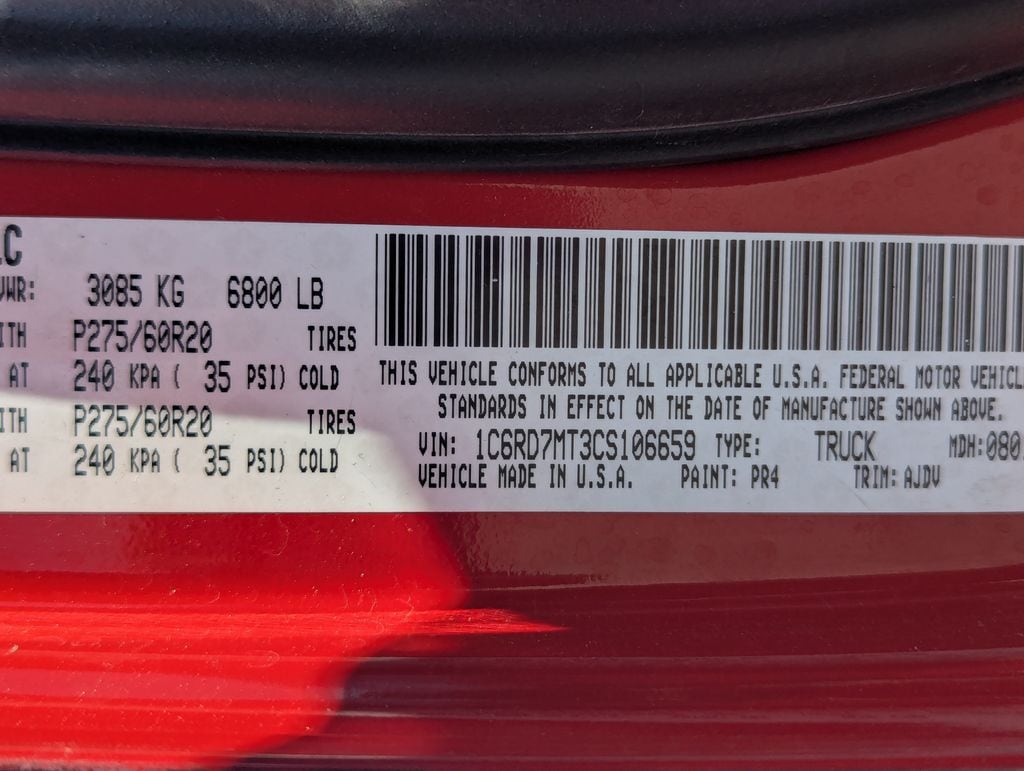 LC
VWR: 3085 KG 6800 LB
ITH P275/60R20 TIRES
AT 240 KPA ( 35 PSI) COLD
ITH P275/60R20 TIRES
AT 240 KPA ( 35 PSI) COLD
THIS VEHICLE CONFORMS TO ALL APPLICABLE U.S.A. FEDERAL MOTOR VEHICL
STANDARDS IN EFFECT ON THE DATE OF MANUFACTURE SHOWN ABOVE.
VIN: 1C6RD7MT3CS106659 TYPE: TRUCK MDH: 080
VEHICLE MADE IN U.S.A. PAINT: PR4 TRIM: AJDV